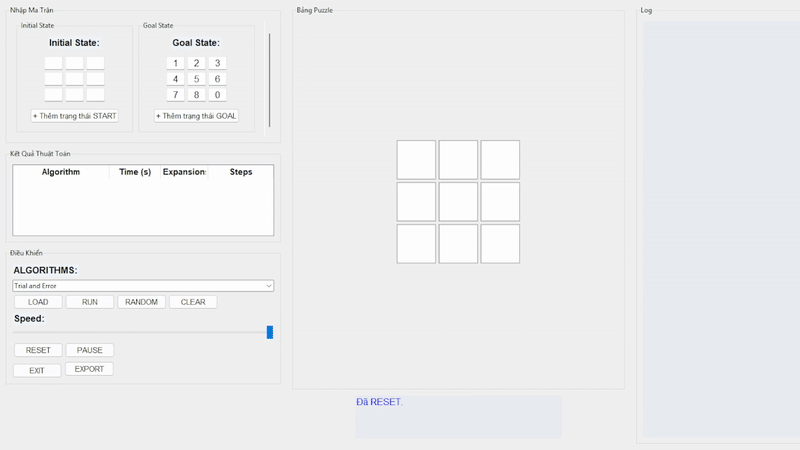 Nhập Ma Trận
Initial State
Initial State:
+ Thêm trạng thái START
Goal State
Goal State:
1 2 3
4 5 6
7 8 0
+ Thêm trạng thái GOAL
Kết Quả Thuật Toán
Algorithm Time (s) Expansion Steps
Điều Khiển
ALGORITHMS:
Trial and Error
LOAD RUN RANDOM CLEAR
Speed:
RESET PAUSE
EXIT EXPORT
Bảng Puzzle
Đã RESET.
Log